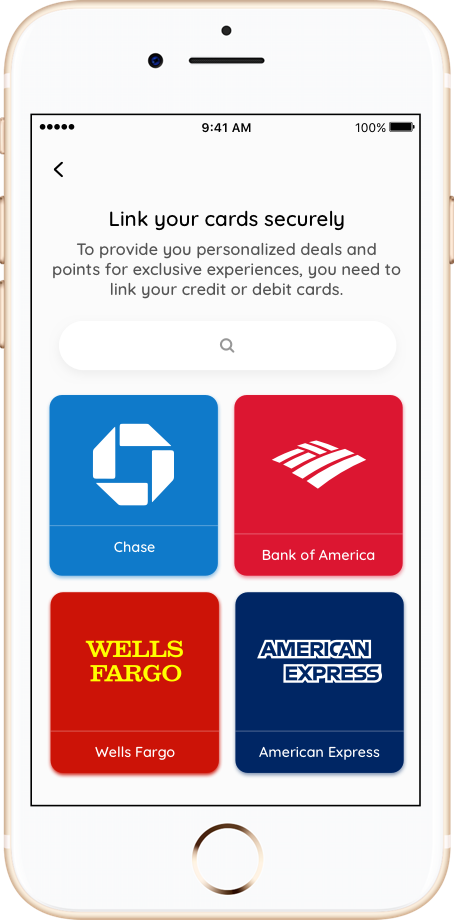 9:41 AM 100%
Link your cards securely
To provide you personalized deals and
points for exclusive experiences, you need to
link your credit or debit cards.
Chase
Bank of America
WELLS
FARGO
AMERICAN
EXPRESS
Wells Fargo
American Express